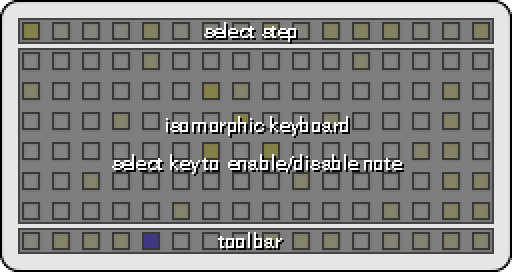 select step
isomorphic keyboard
select key to enable/disable note
toolbar